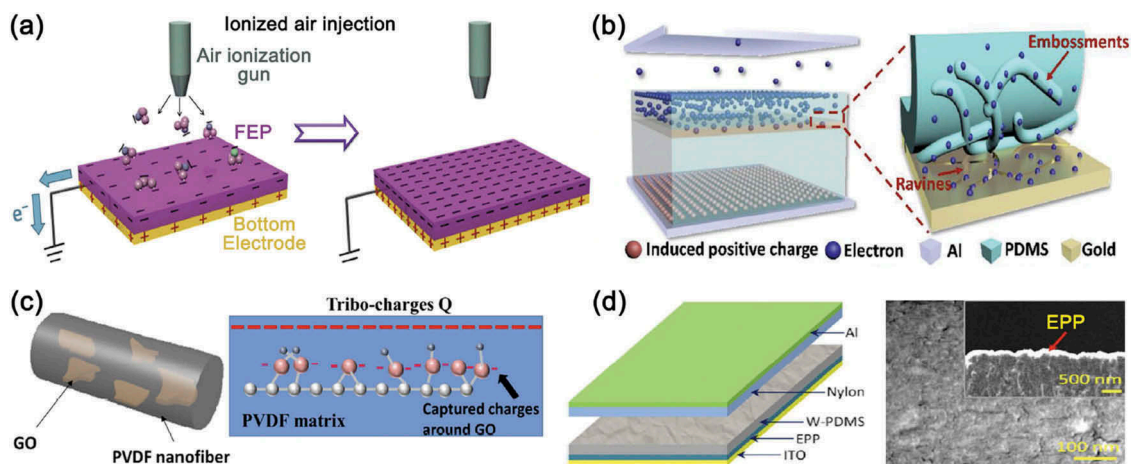 (a)
Ionized air injection
Air ionization
gun
FEP
e⁻
Bottom
Electrode
(b)
Embossments
Ravines
Induced positive charge
Electron
Al
PDMS
Gold
(c)
GO
PVDF nanofiber
Tribo-charges Q
PVDF matrix
Captured charges
around GO
(d)
Al
Nylon
W-PDMS
EPP
ITO
EPP
500 nm
100 nm